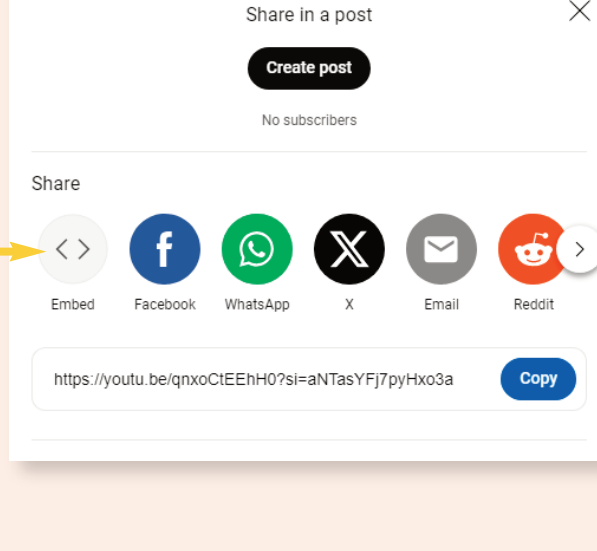 Share in a post
Create post
No subscribers
Share
Embed Facebook WhatsApp X Email Reddit
https://youtu.be/qnxoCtEEhH0?si=aNTasYFj7pyHxo3a Copy